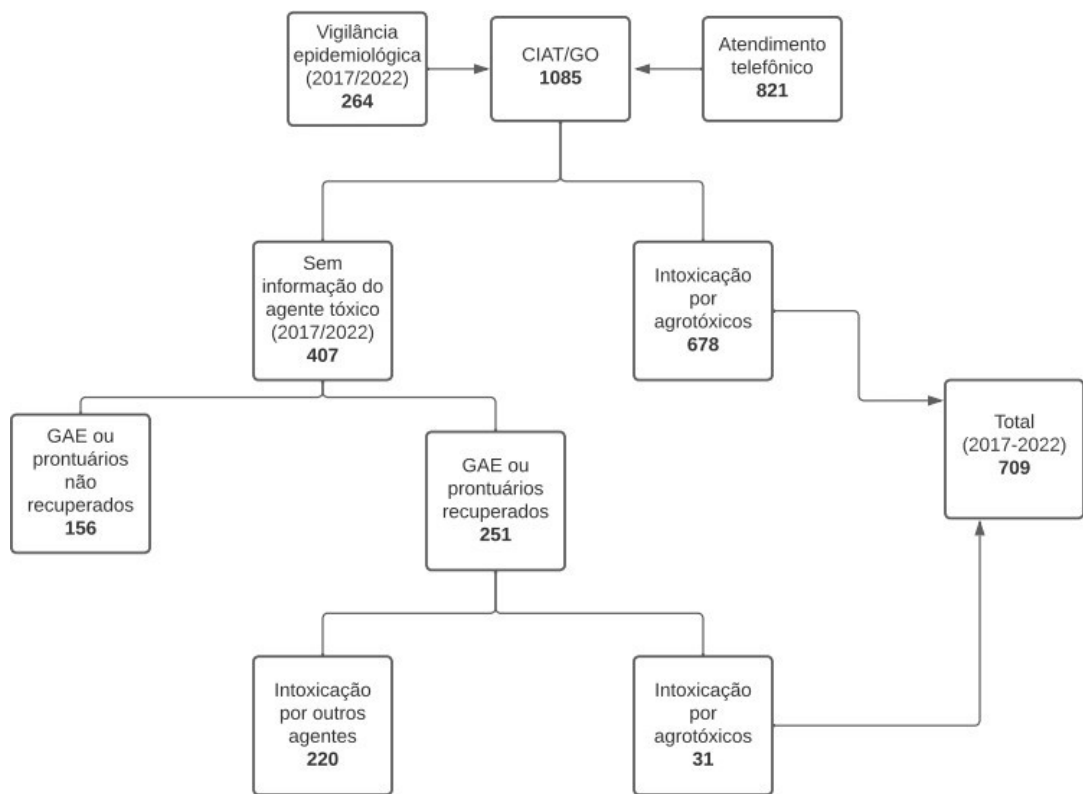 Vigilância
epidemiológica
(2017/2022)
264
CIAT/GO
1085
Atendimento
telefônico
821
Sem
informação do
agente tóxico
(2017/2022)
407
Intoxicação
por
agrotóxicos
678
GAE ou
prontuários
não
recuperados
156
GAE ou
prontuários
recuperados
251
Total
(2017-2022)
709
Intoxicação
por outros
agentes
220
Intoxicação
por
agrotóxicos
31